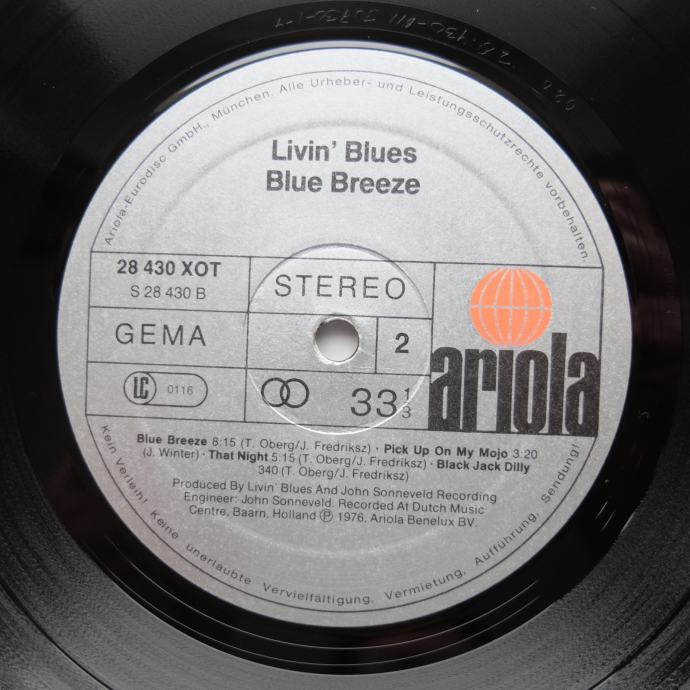 Ariola-Eurodisc GmbH., München. Alle Urheber- und Leistungsschutzrechte vorbehalten.
Livin' Blues
Blue Breeze
28 430 XOT
S 28 430 B
STEREO
GEMA
2
LC 0116
33 1/3
ariola
Blue Breeze 8:15 (T. Oberg/J. Fredriksz) · Pick Up On My Mojo 3:20
(J. Winter) · That Night 5:15 (T. Oberg/J. Fredriksz) · Black Jack Dilly
340 (T. Oberg/J. Fredriksz)
Produced By Livin' Blues And John Sonneveld Recording
Engineer: John Sonneveld. Recorded At Dutch Music
Centre, Baarn, Holland Ⓟ 1976, Ariola Benelux BV.
Kein Verleih! Keine unerlaubte Vervielfältigung, Vermietung, Aufführung, Sendung!